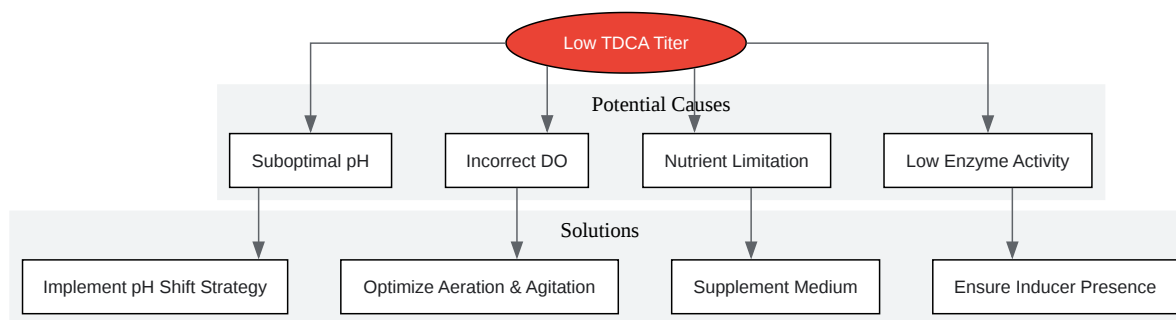 Low TDCA Titer
Potential Causes
Suboptimal pH
Incorrect DO
Nutrient Limitation
Low Enzyme Activity
Solutions
Implement pH Shift Strategy
Optimize Aeration & Agitation
Supplement Medium
Ensure Inducer Presence